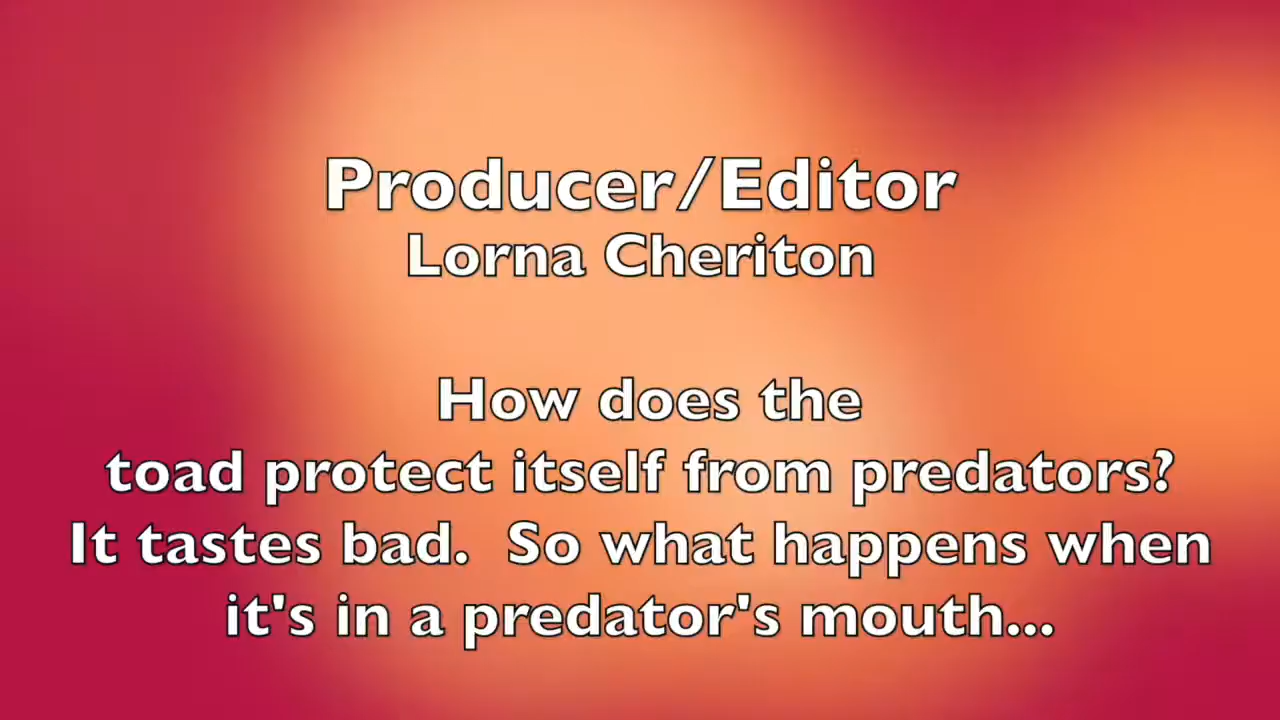 Producer/Editor
Lorna Cheriton
How does the
toad protect itself from predators?
It tastes bad.  So what happens when
it's in a predator's mouth...